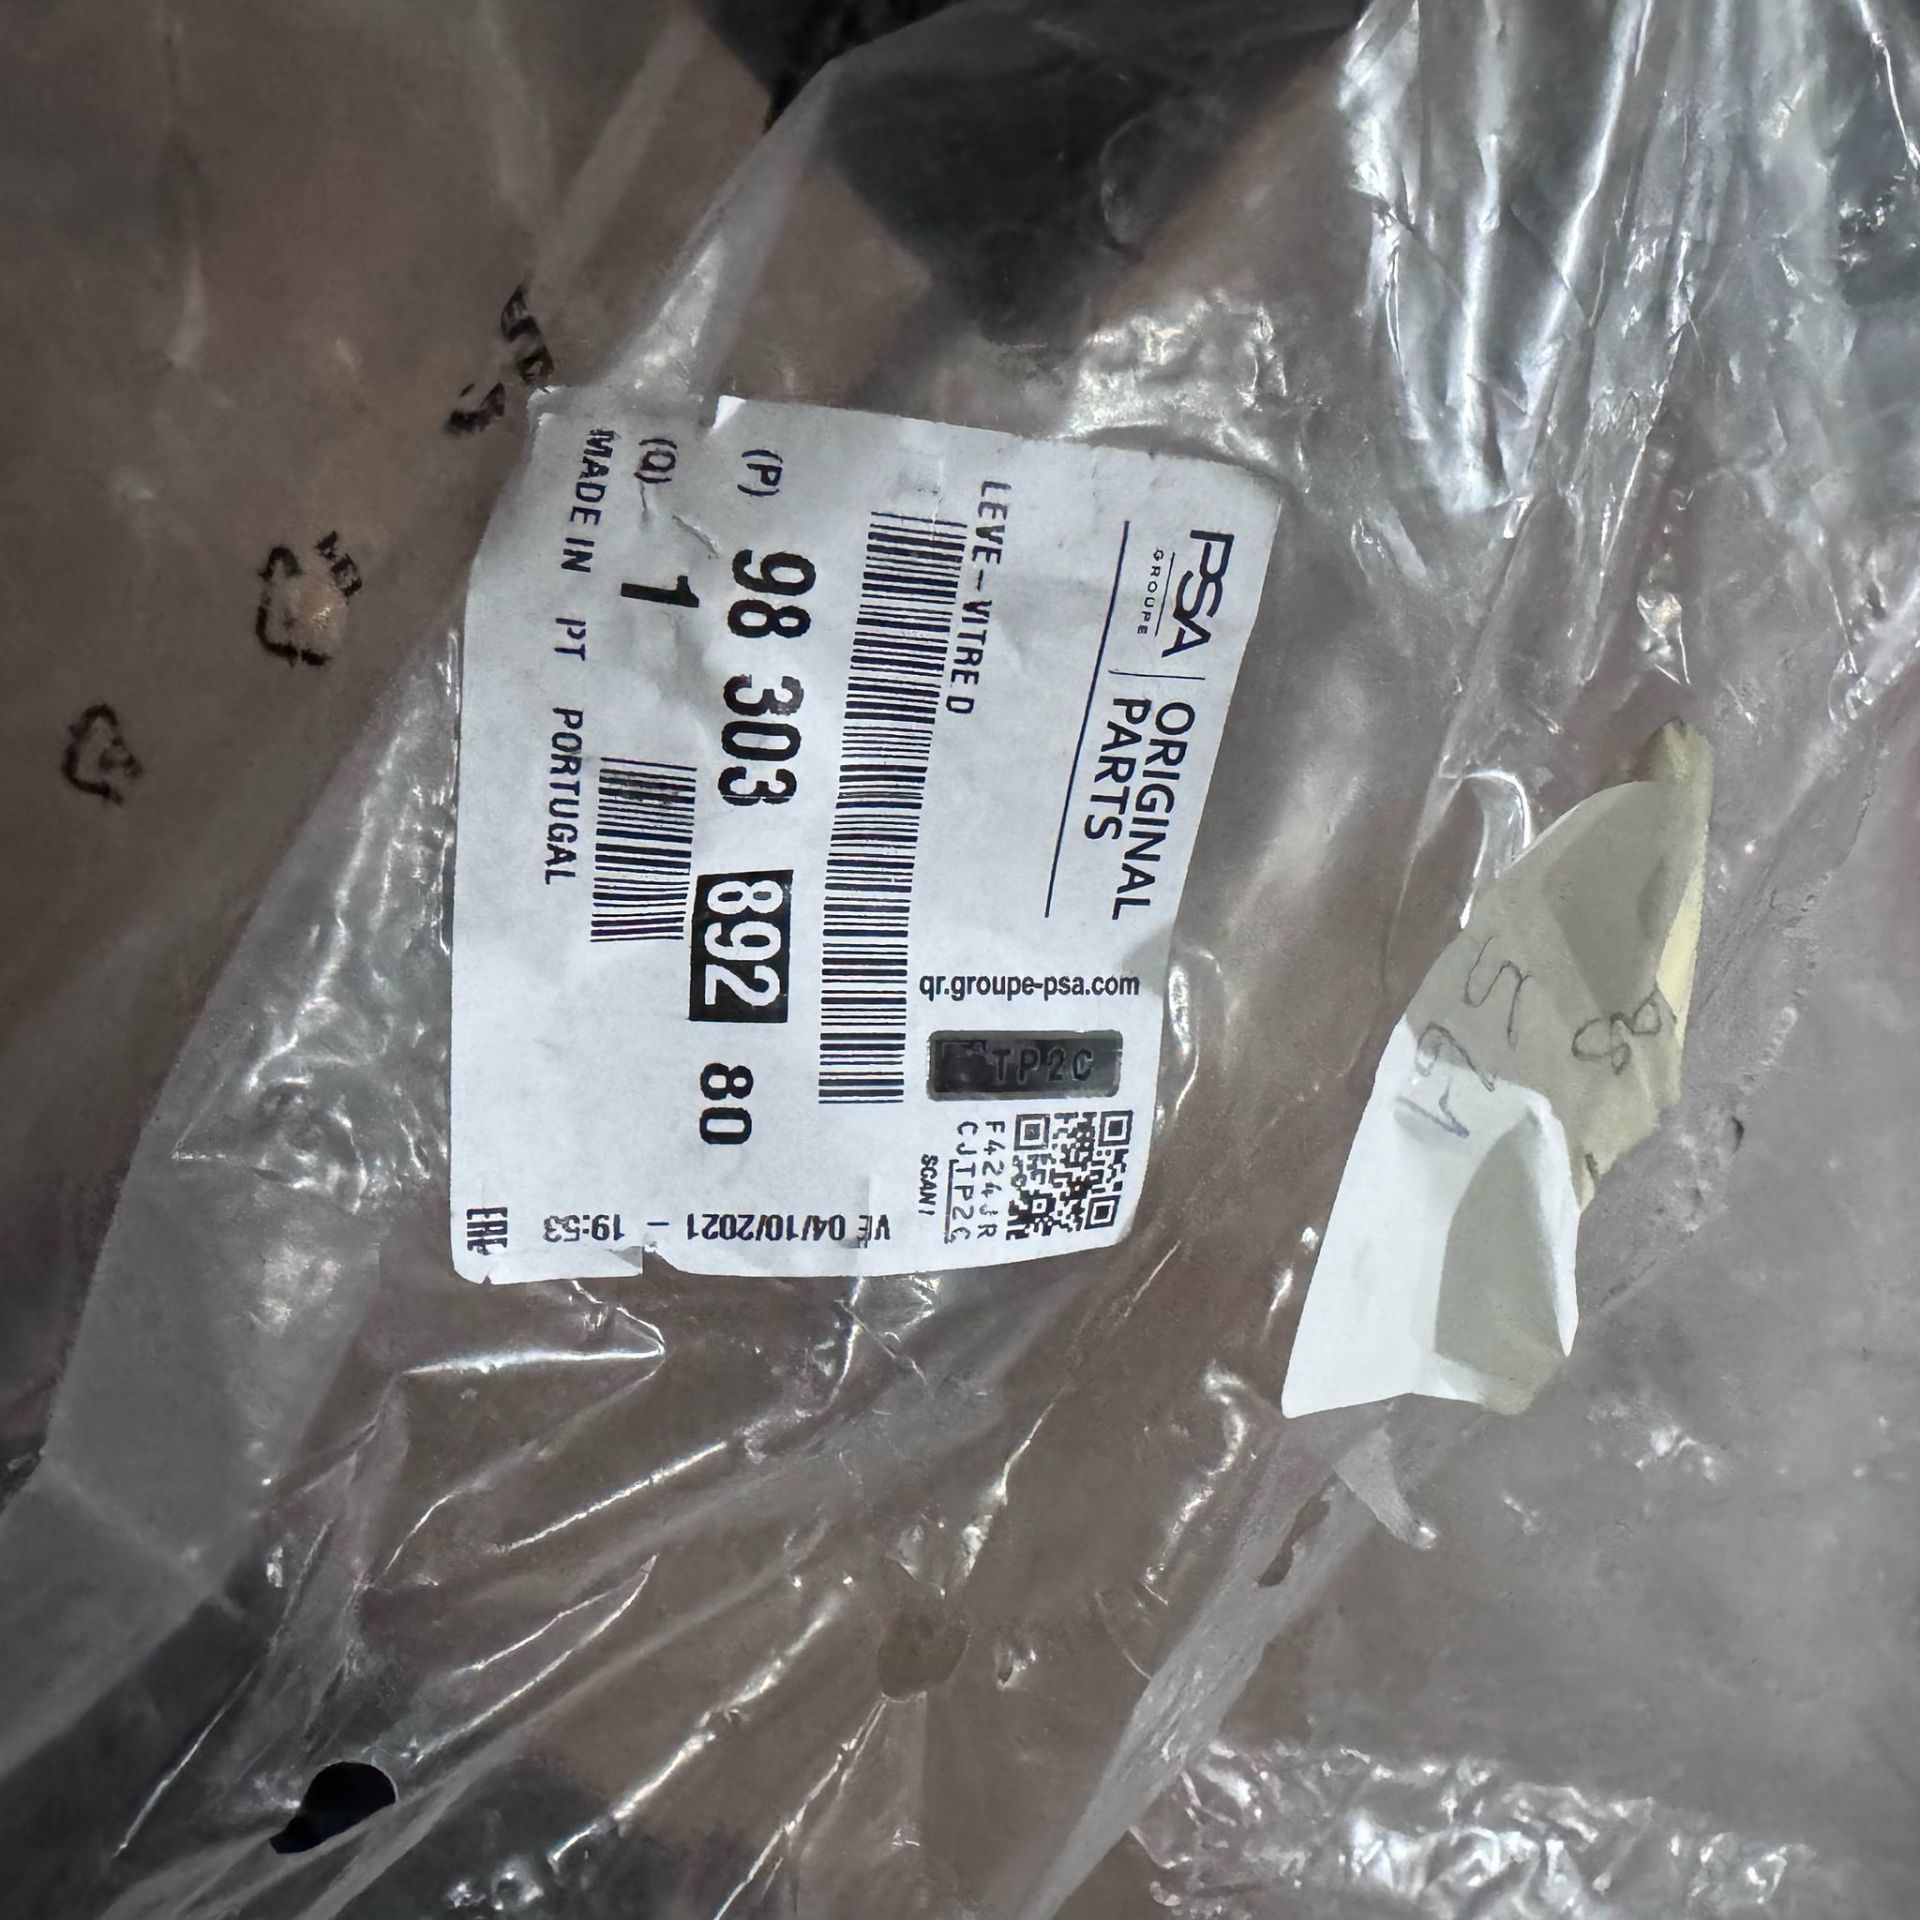 PSA
GROUPE
ORIGINAL
PARTS
qr.groupe-psa.com
TP2C
F424JR
CJTP2C
SCAN!
LEVE-VITRE D
(P) 98 303 892 80
(Q) 1
MADE IN PT PORTUGAL
VE 04/10/2021 - 19:53